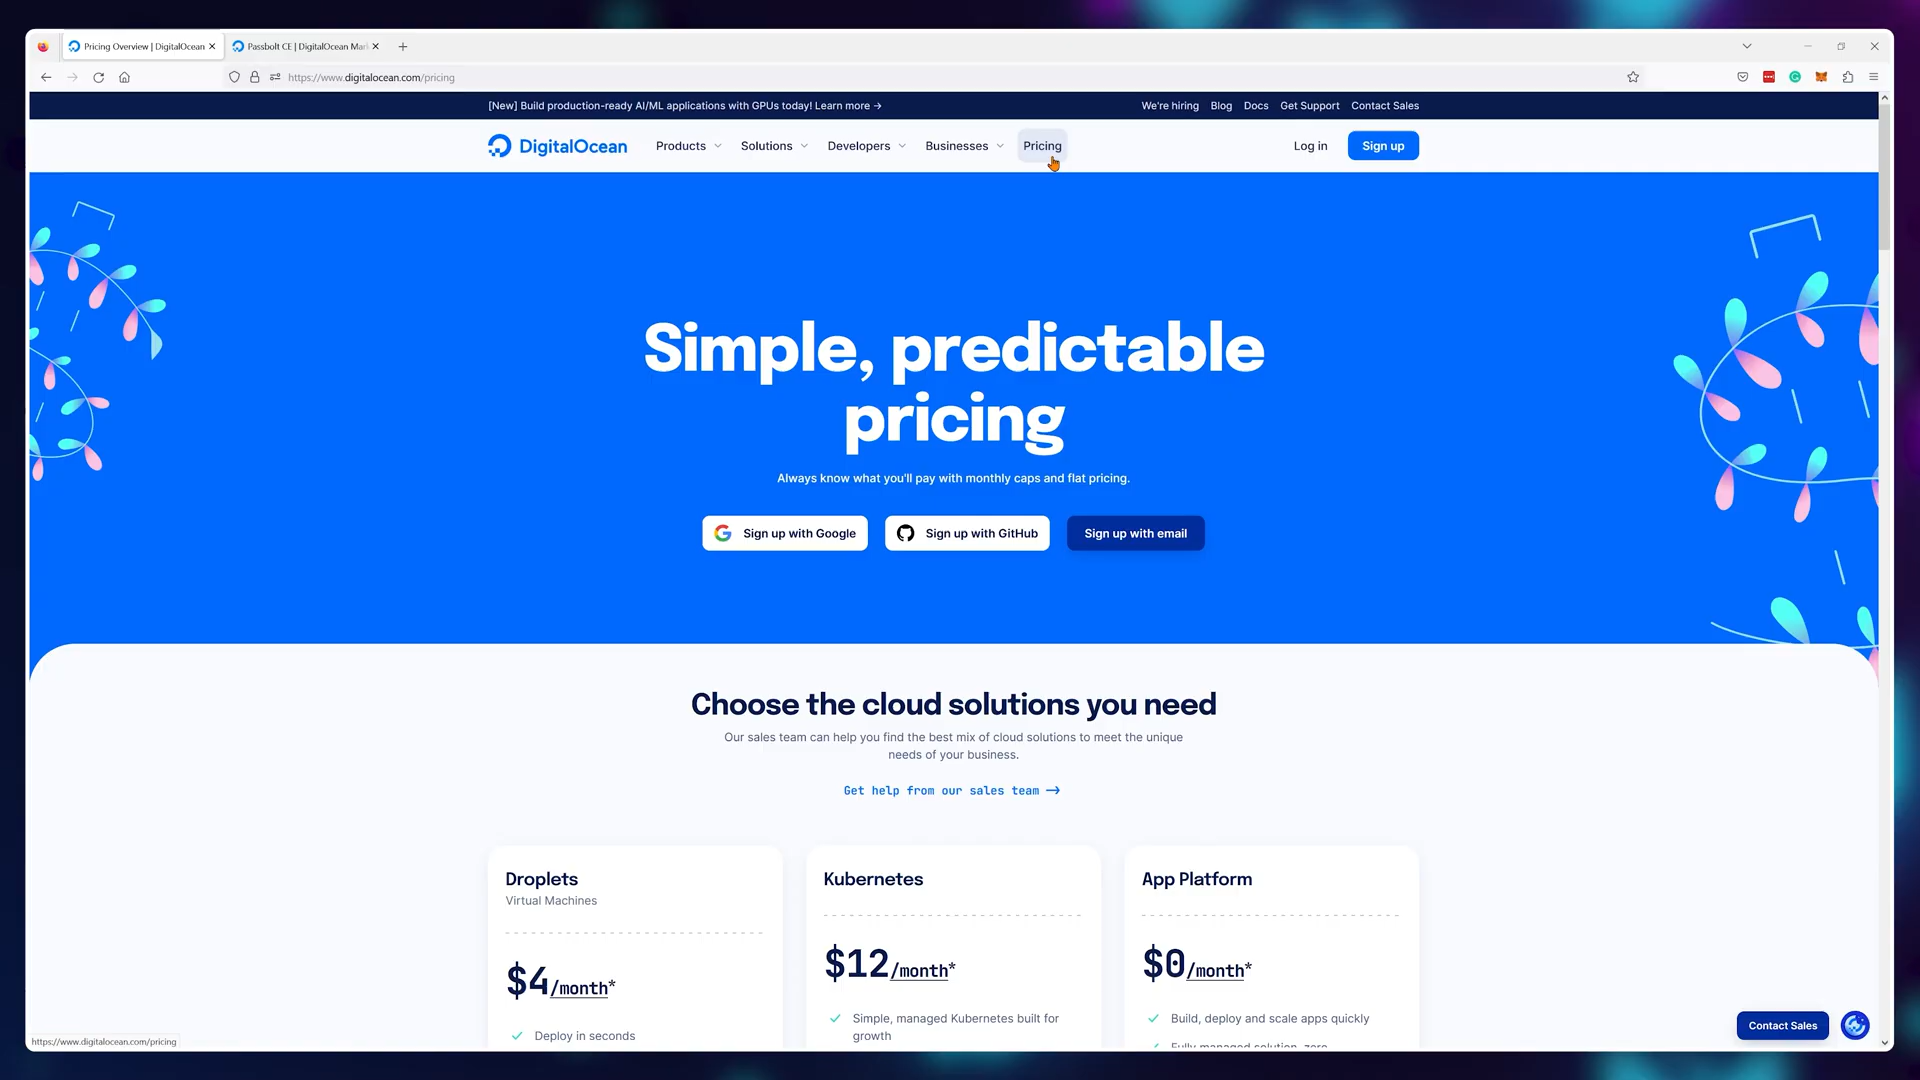 Pricing Overview | DigitalOcean
Passbolt CE | DigitalOcean Mar
https://www.digitalocean.com/pricing
[New] Build production-ready AI/ML applications with GPUs today! Learn more →
We're hiring
Blog
Docs
Get Support
Contact Sales
DigitalOcean
Products
Solutions
Developers
Businesses
Pricing
Log in
Sign up
Simple, predictable
pricing
Always know what you'll pay with monthly caps and flat pricing.
Sign up with Google
Sign up with GitHub
Sign up with email
Choose the cloud solutions you need
Our sales team can help you find the best mix of cloud solutions to meet the unique
needs of your business.
Get help from our sales team →
Droplets
Virtual Machines
$4/month*
Deploy in seconds
Kubernetes
$12/month*
Simple, managed Kubernetes built for
growth
App Platform
$0/month*
Build, deploy and scale apps quickly
Fully managed solution, zero
Contact Sales
https://www.digitalocean.com/pricing